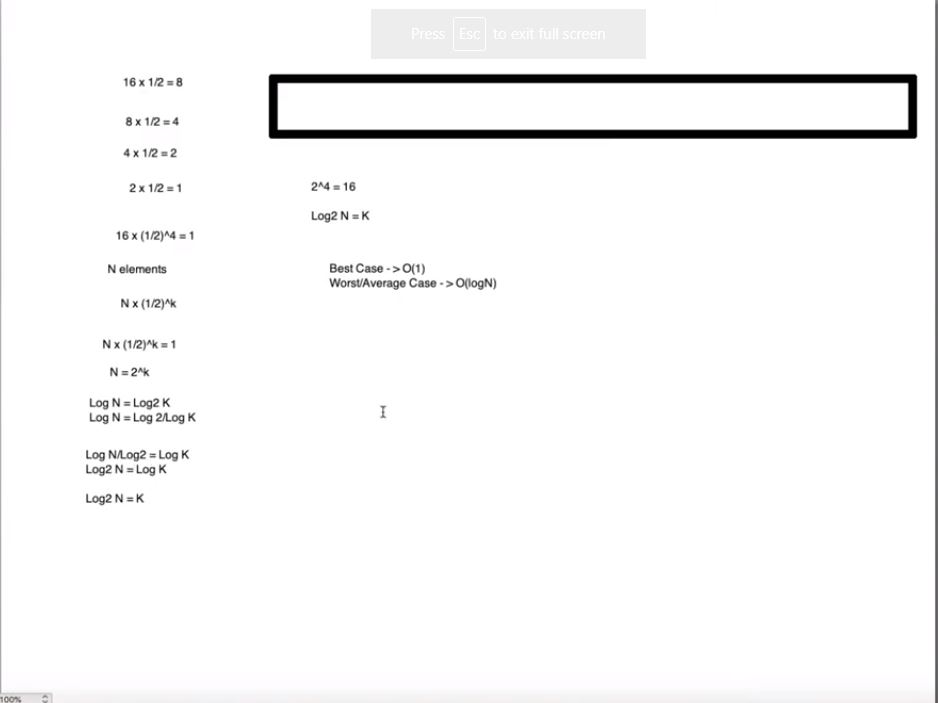 Press Esc to exit full screen
16 x 1/2 = 8
8 x 1/2 = 4
4 x 1/2 = 2
2 x 1/2 = 1
16 x (1/2)^4 = 1
N elements
N x (1/2)^k
N x (1/2)^k = 1
N = 2^k
Log N = Log2 K
Log N = Log 2/Log K
Log N/Log2 = Log K
Log2 N = Log K
Log2 N = K
2^4 = 16
Log2 N = K
Best Case - > O(1)
Worst/Average Case - > O(logN)
100%